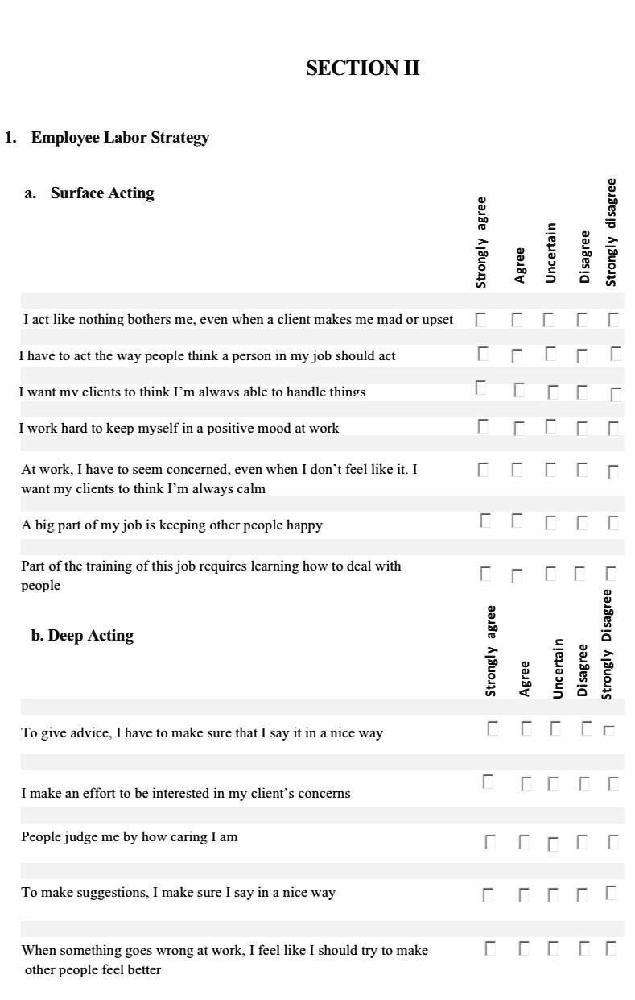 SECTION II
1. Employee Labor Strategy
a. Surface Acting
Strongly agree
Agree
Uncertain
Disagree
Strongly disagree
I act like nothing bothers me, even when a client makes me mad or upset
I have to act the way people think a person in my job should act
I want my clients to think I’m always able to handle things
I work hard to keep myself in a positive mood at work
At work, I have to seem concerned, even when I don’t feel like it. I
want my clients to think I’m always calm
A big part of my job is keeping other people happy
Part of the training of this job requires learning how to deal with
people
b. Deep Acting
Strongly agree
Agree
Uncertain
Disagree
Strongly Disagree
To give advice, I have to make sure that I say it in a nice way
I make an effort to be interested in my client’s concerns
People judge me by how caring I am
To make suggestions, I make sure I say in a nice way
When something goes wrong at work, I feel like I should try to make
other people feel better